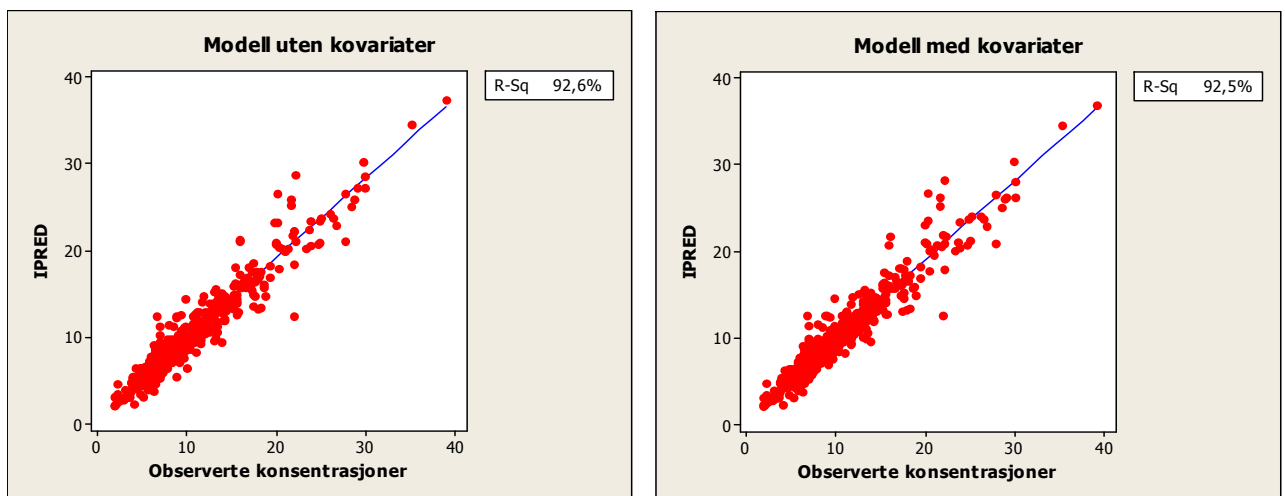 Modell uten kovariater
R-Sq 92,6%
40
30
20
10
0
IPRED
0 10 20 30 40
Observerte konsentrasjoner
Modell med kovariater
R-Sq 92,5%
40
30
20
10
0
IPRED
0 10 20 30 40
Observerte konsentrasjoner